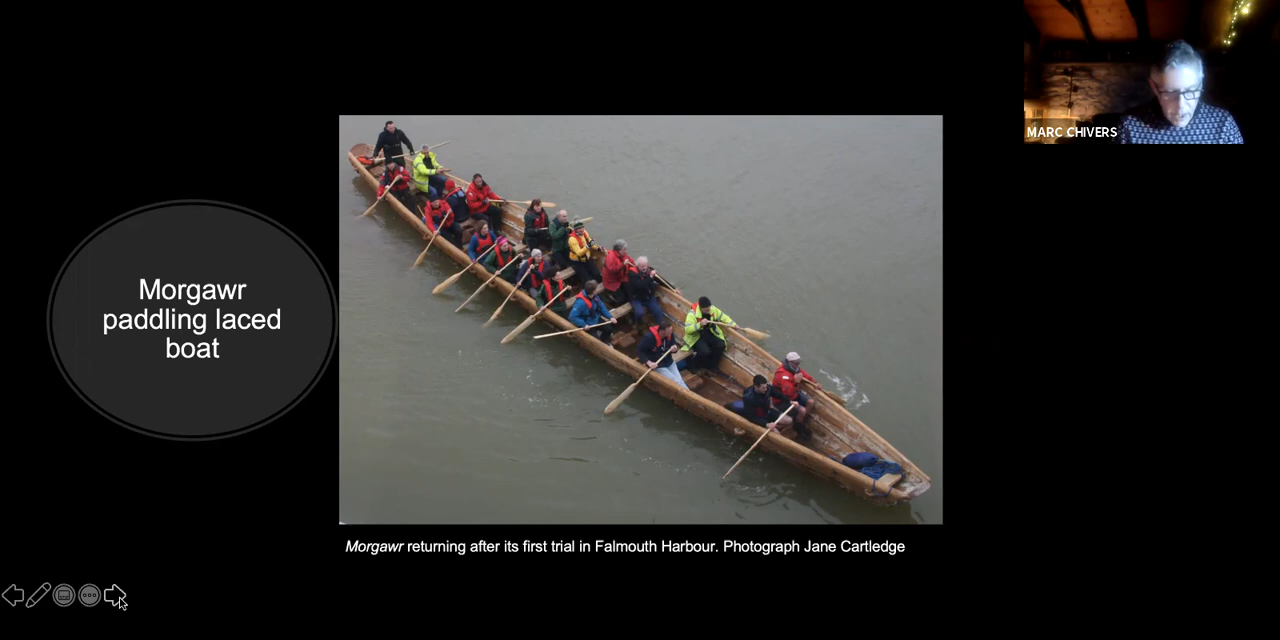 MARC CHIVERS
Morgawr
paddling laced
boat
Morgawr returning after its first trial in Falmouth Harbour. Photograph Jane Cartledge